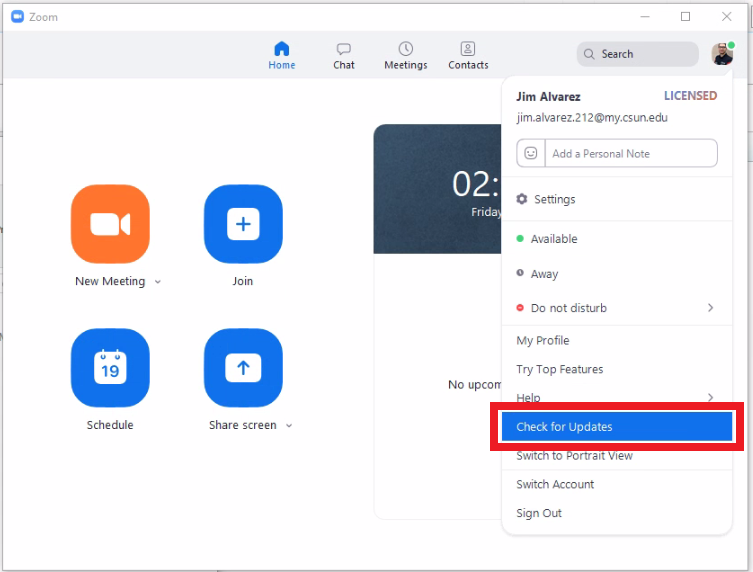 Zoom
Home
Chat
Meetings
Contacts
Search
Jim Alvarez
LICENSED
jim.alvarez.212@my.csun.edu
Add a Personal Note
Settings
Available
Away
Do not disturb
My Profile
Try Top Features
Help
Check for Updates
Switch to Portrait View
Switch Account
Sign Out
02:
Friday
No upcom
New Meeting
Join
19
Schedule
Share screen